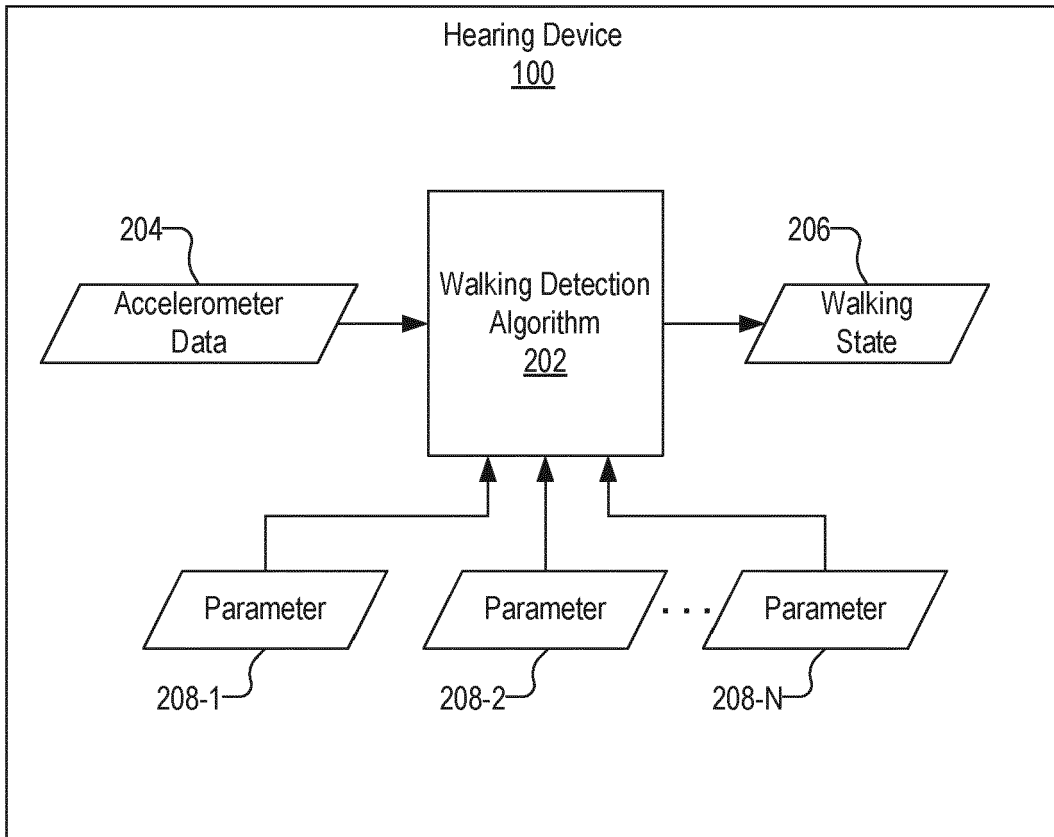 Hearing Device
100
204
206
Accelerometer
Data
Walking Detection
Algorithm
202
Walking
State
Parameter
Parameter
. . .
Parameter
208-1
208-2
208-N